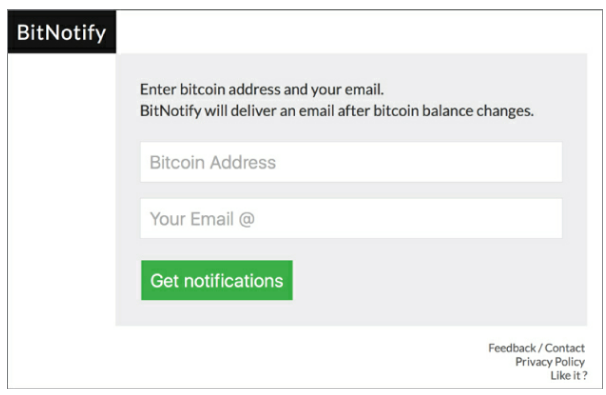 BitNotify
Enter bitcoin address and your email.
BitNotify will deliver an email after bitcoin balance changes.
Bitcoin Address
Your Email @
Get notifications
Feedback / Contact
Privacy Policy
Like it ?